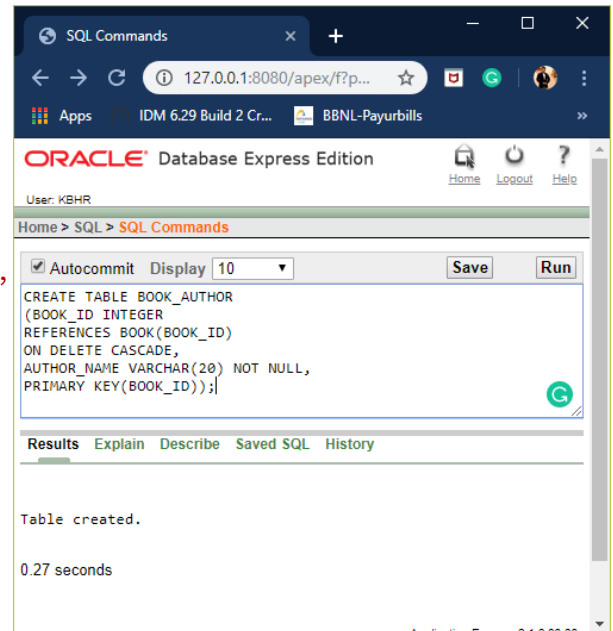 SQL Commands
127.0.0.1:8080/apex/f?p...
Apps IDM 6.29 Build 2 Cr... BBNL-Payurbills »
ORACLE Database Express Edition
Home Logout Help
User: KBHR
Home > SQL > SQL Commands
,
Autocommit Display 10 Save Run
CREATE TABLE BOOK_AUTHOR
(BOOK_ID INTEGER
REFERENCES BOOK(BOOK_ID)
ON DELETE CASCADE,
AUTHOR_NAME VARCHAR(20) NOT NULL,
PRIMARY KEY(BOOK_ID));
Results Explain Describe Saved SQL History
Table created.
0.27 seconds